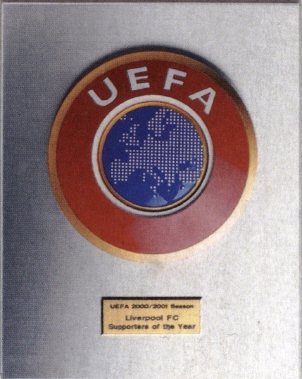 UEFA
UEFA 2000/2001 Season
Liverpool FC
Supporters of the Year